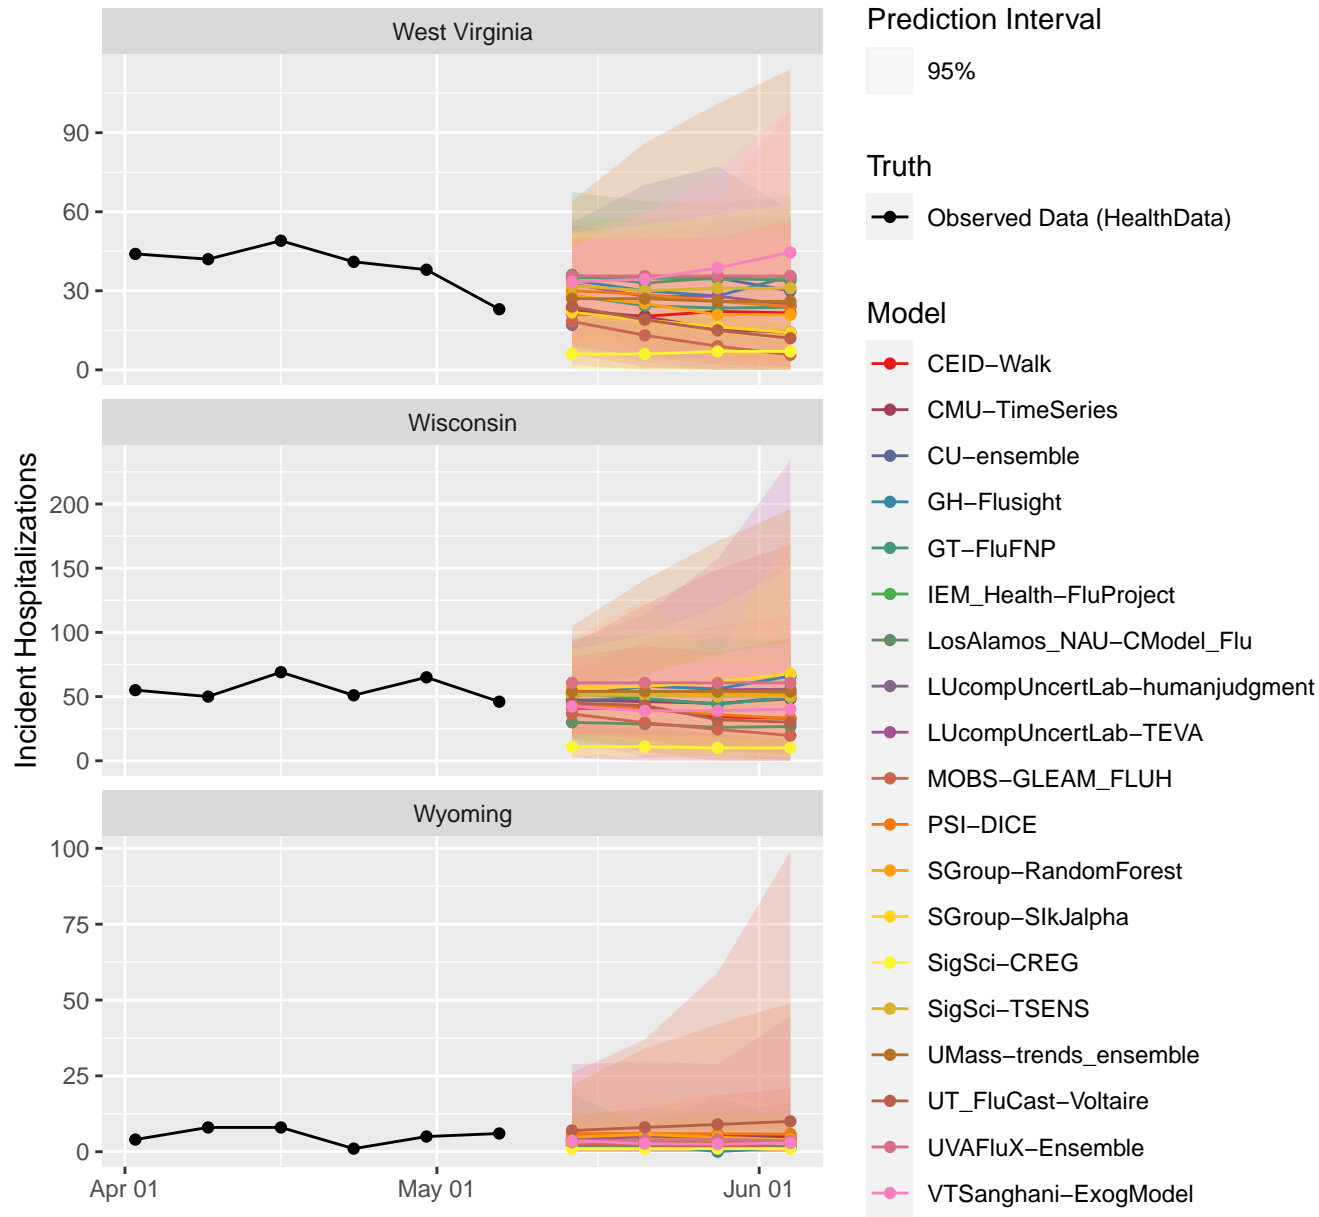 West Virginia
90
60
30
0
Wisconsin
200
150
100
50
0
Wyoming
100
75
50
25
0
Apr 01
May 01
Jun 01
Incident Hospitalizations
Prediction Interval
95%
Truth
Observed Data (HealthData)
Model
CEID−Walk
CMU−TimeSeries
CU−ensemble
GH−Flusight
GT−FluFNP
IEM_Health−FluProject
LosAlamos_NAU−CModel_Flu
LUcompUncertLab−humanjudgment
LUcompUncertLab−TEVA
MOBS−GLEAM_FLUH
PSI−DICE
SGroup−RandomForest
SGroup−SIkJalpha
SigSci−CREG
SigSci−TSENS
UMass−trends_ensemble
UT_FluCast−Voltaire
UVAFluX−Ensemble
VTSanghani−ExogModel